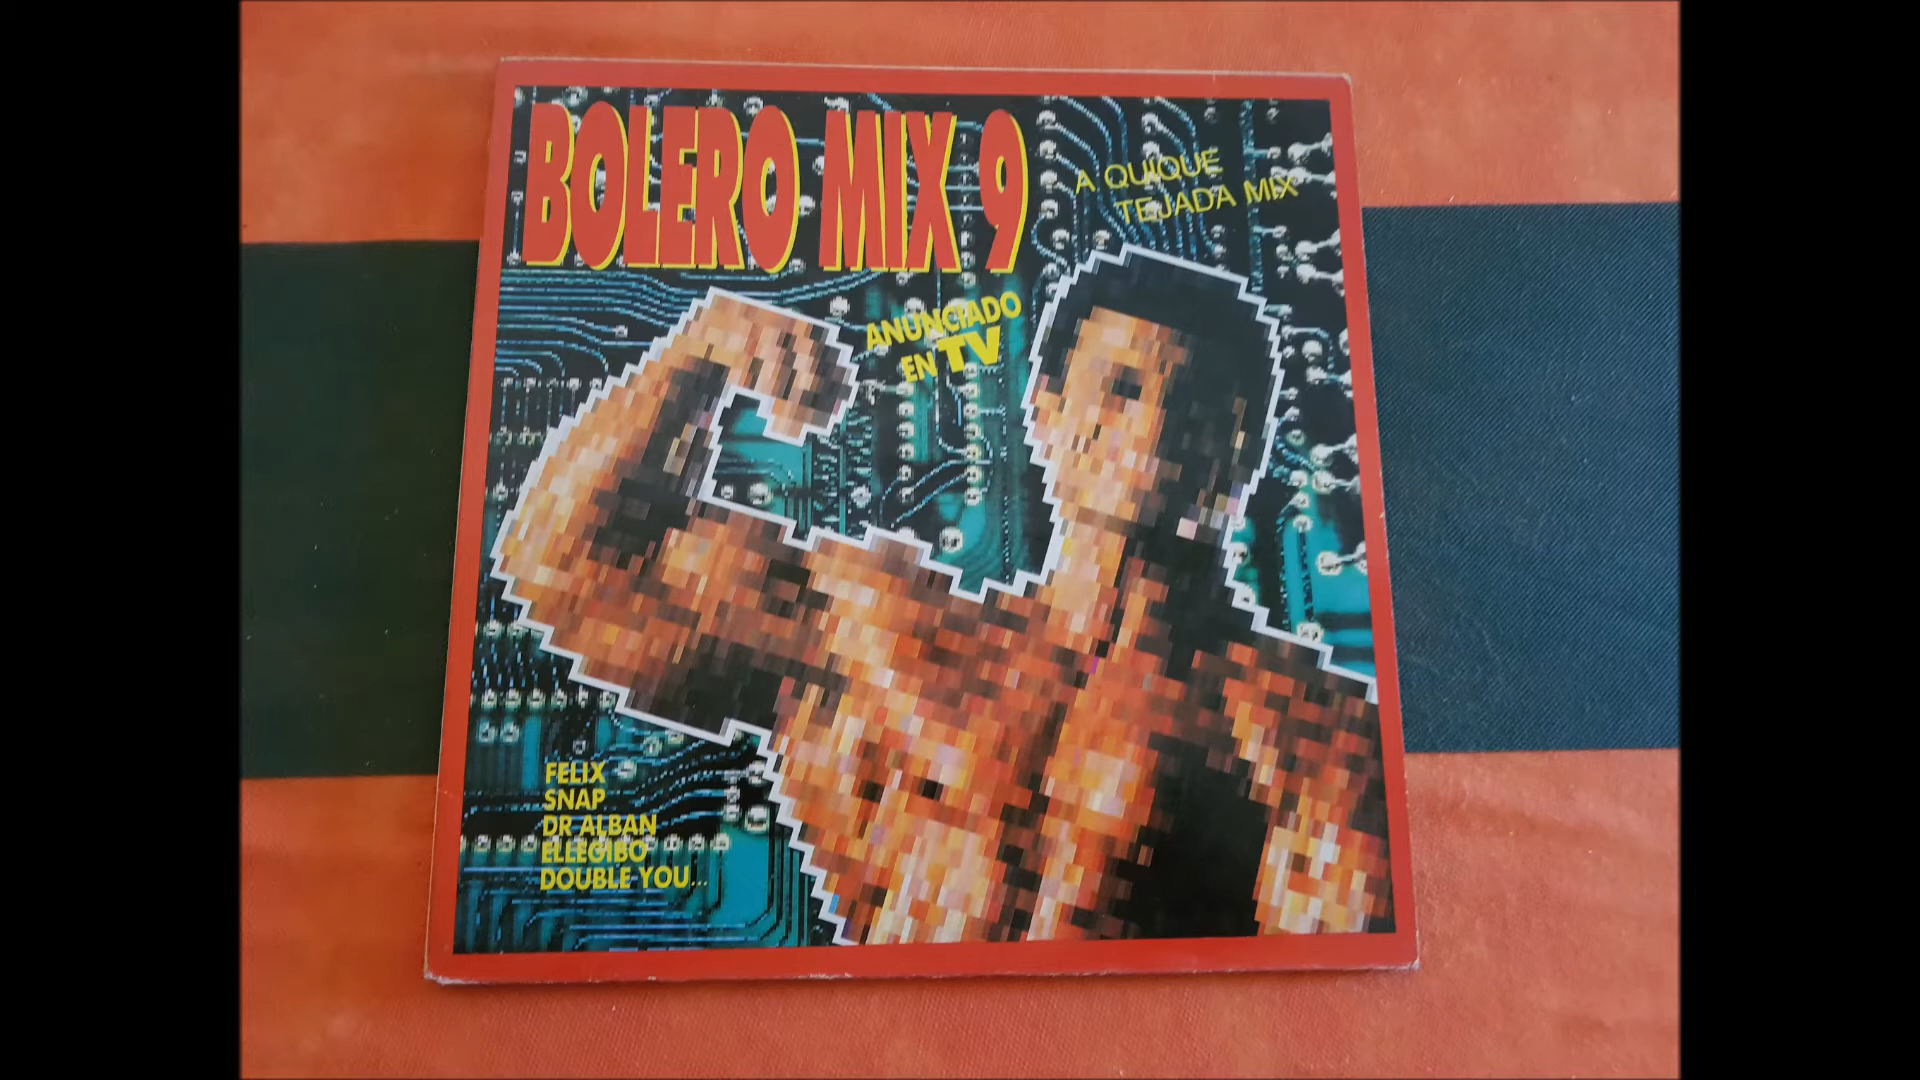 BOLERO MIX 9
A QUIQUE
TEJADA MIX
ANUNCIADO
EN TV
FELIX
SNAP
DR ALBAN
ELLEGIBO
DOUBLE YOU...